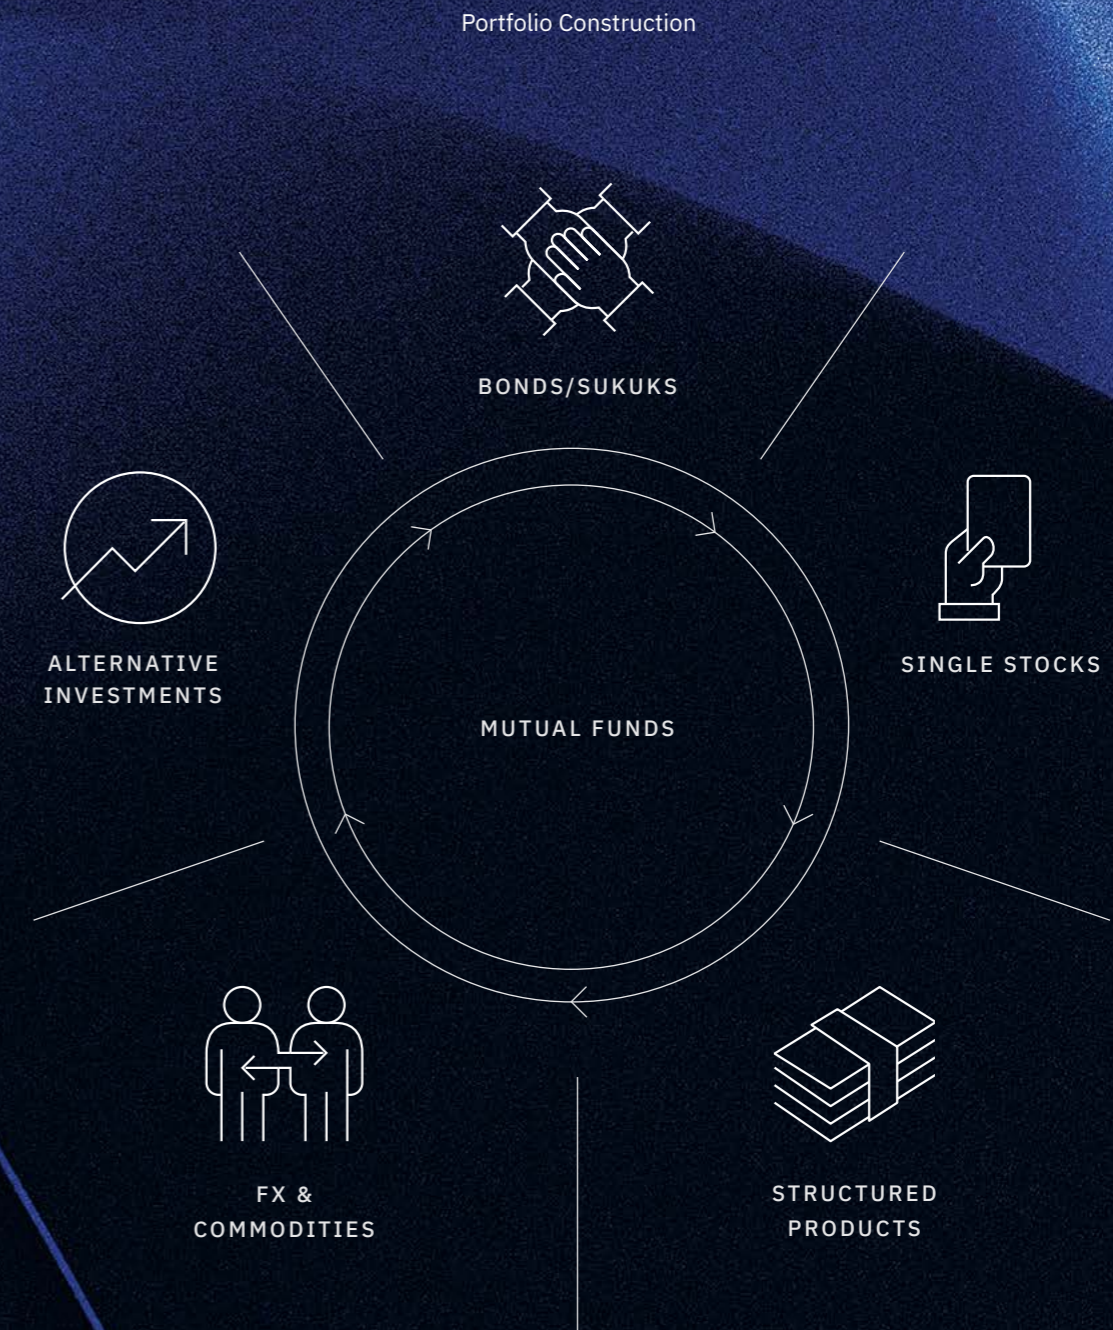 Portfolio Construction
BONDS/SUKUKS
ALTERNATIVE
INVESTMENTS
SINGLE STOCKS
MUTUAL FUNDS
FX &
COMMODITIES
STRUCTURED
PRODUCTS